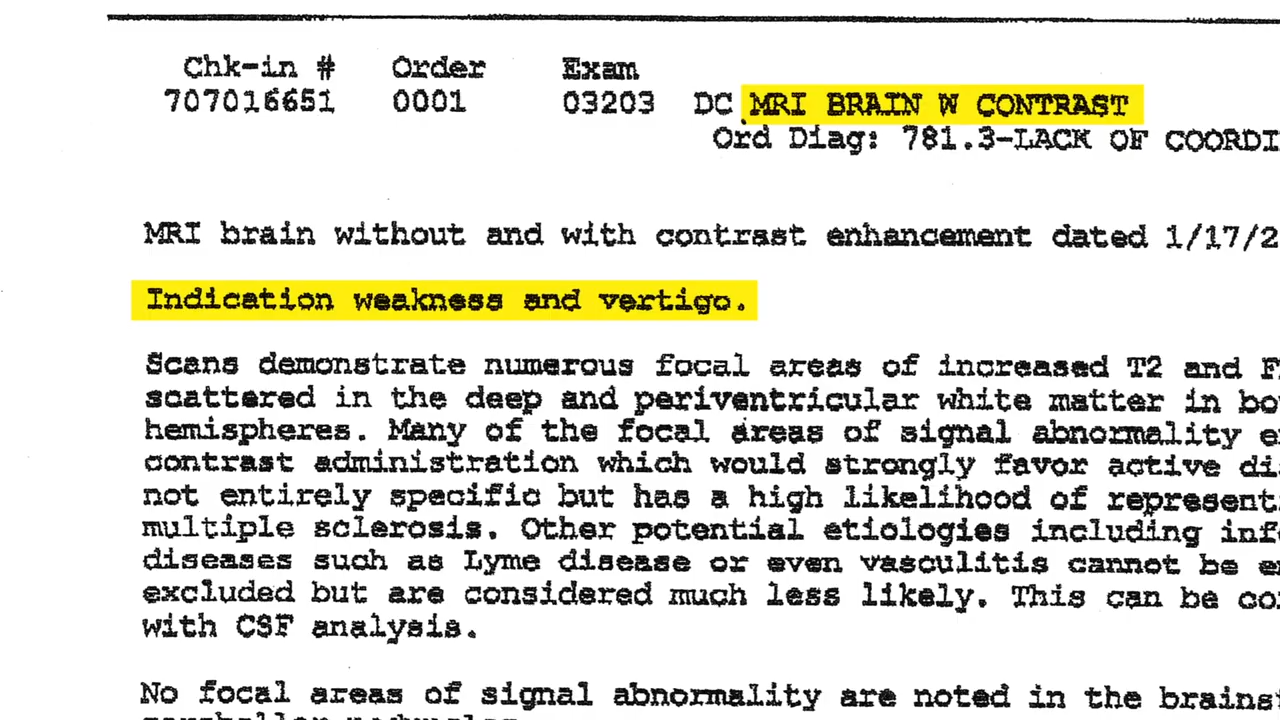 Chk-in # Order Exam
707016651 0001 03203 DC MRI BRAIN W CONTRAST
Ord Diag: 781.3-LACK OF COORDI
MRI brain without and with contrast enhancement dated 1/17/2
Indication weakness and vertigo.
Scans demonstrate numerous focal areas of increased T2 and
scattered in the deep and periventricular white matter in
hemispheres. Many of the focal areas of signal abnormality
contrast administration which would strongly favor active
not entirely specific but has a high likelihood of
multiple sclerosis. Other potential etiologies including
diseases such as Lyme disease or even vasculitis cannot be
excluded but are considered much less likely. This can be
with CSF analysis.
No focal areas of signal abnormality are noted in the